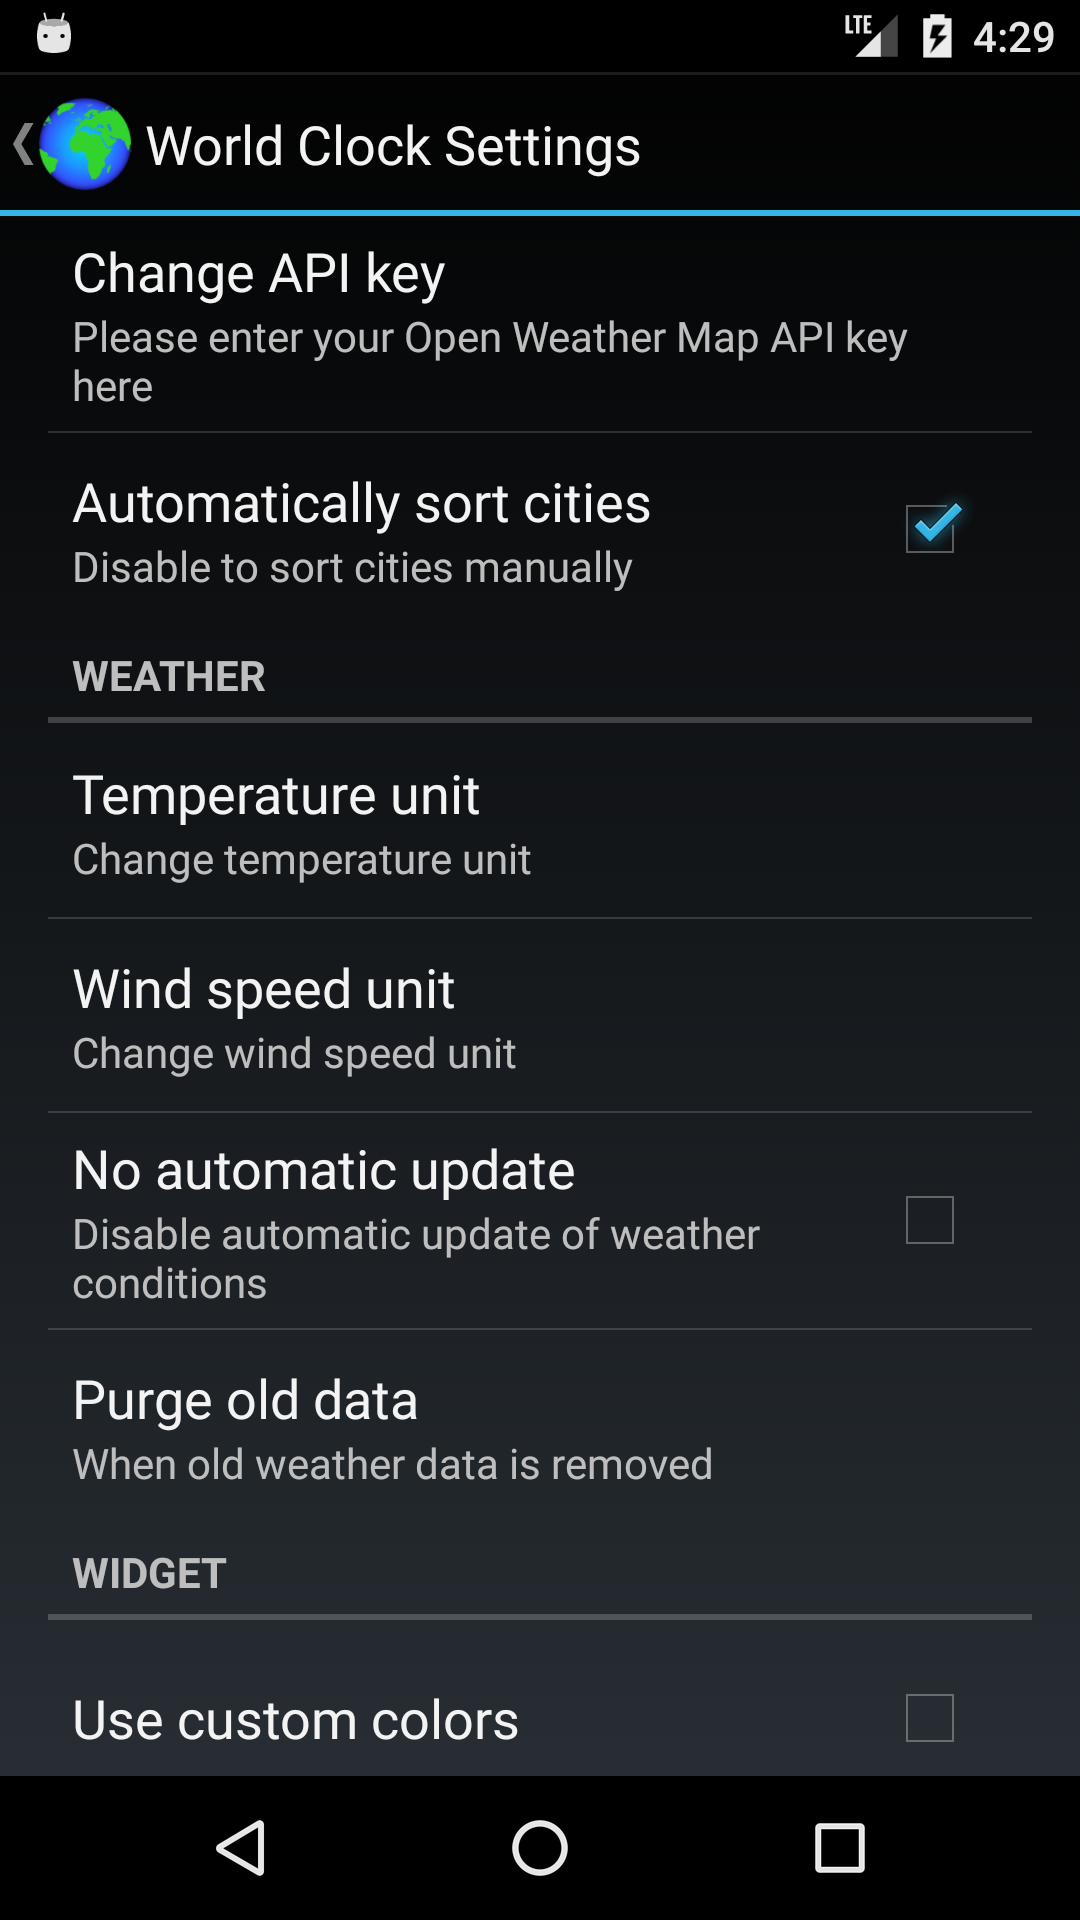 LTE 4:29
World Clock Settings
Change API key
Please enter your Open Weather Map API key
here
Automatically sort cities
Disable to sort cities manually
WEATHER
Temperature unit
Change temperature unit
Wind speed unit
Change wind speed unit
No automatic update
Disable automatic update of weather
conditions
Purge old data
When old weather data is removed
WIDGET
Use custom colors